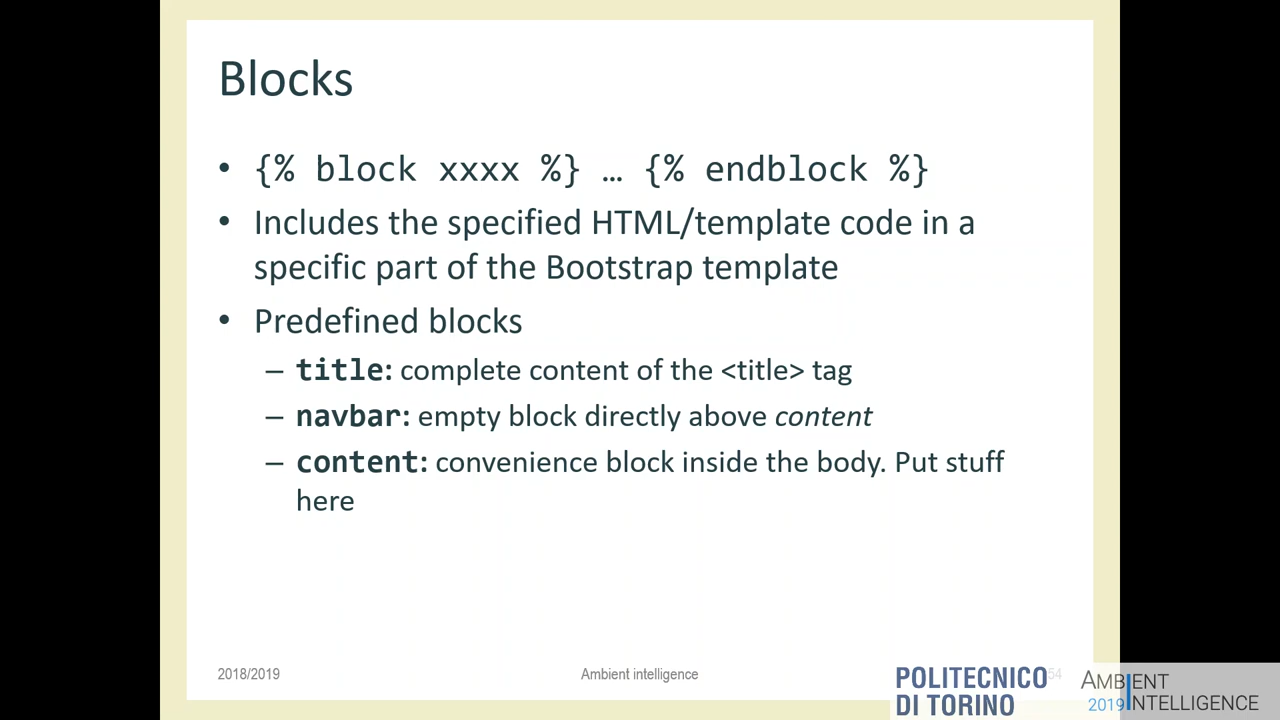 Blocks
• {% block xxxx %} … {% endblock %}
• Includes the specified HTML/template code in a
specific part of the Bootstrap template
• Predefined blocks
– title: complete content of the <title> tag
– navbar: empty block directly above content
– content: convenience block inside the body. Put stuff
here
2018/2019
Ambient intelligence
54
POLITECNICO
DI TORINO
AMBIENT
2019 INTELLIGENCE